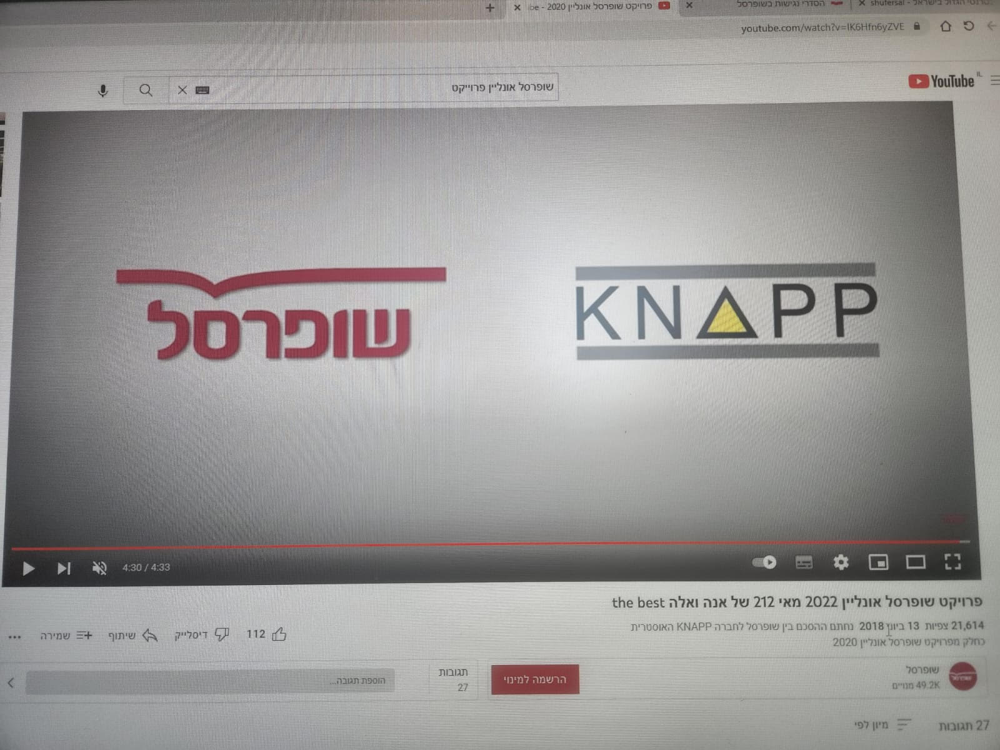 shufersal - אל
הסדרי נגישות בשופרסל
פרויקט שופרסל אונליין 2020 -
youtube.com/watch?v=IK6Hfn6yZVE
YouTube IL
שופרסל אונליין פרוייקט
שופרסל
KNAPP
4:30 / 4:33
פרויקט שופרסל אונליין 2022 מאי 212 של אנה ואלה the best
21,614 צפיות 13 ביוני 2018 נחתם ההסכם בין שופרסל לחברה KNAPP האוסטרית
כחלק מפרויקט שופרסל אונליין 2020
112
דיסלייק
שיתוף
שמירה
שופרסל
49.2K מנויים
הרשמה למינוי
תגובות
27
הוספת תגובה...
27 תגובות
מיון לפי